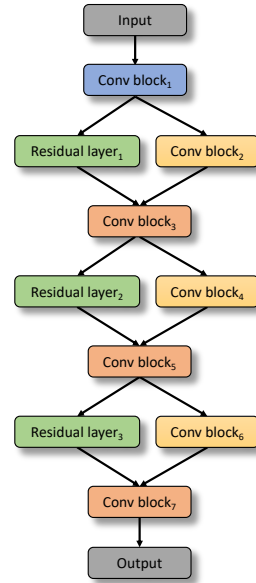 Input
Conv block₁
Residual layer₁
Conv block₂
Conv block₃
Residual layer₂
Conv block₄
Conv block₅
Residual layer₃
Conv block₆
Conv block₇
Output